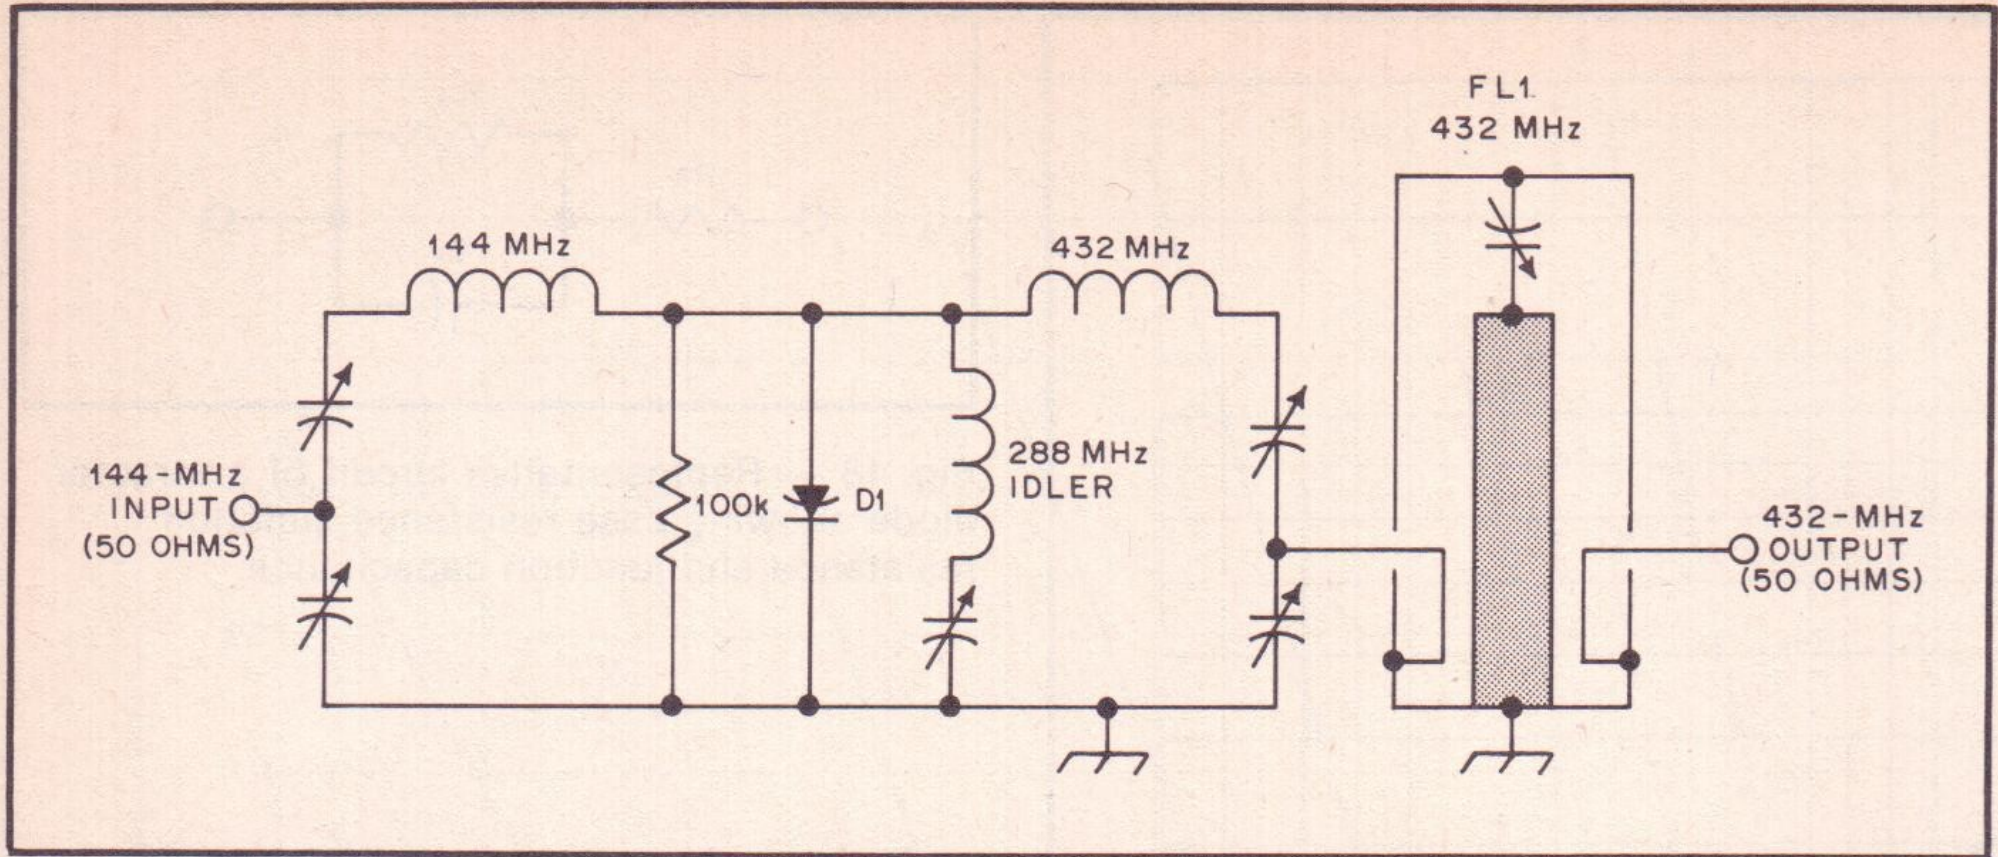 FL1
432 MHz
144 MHz
432 MHz
144-MHz
INPUT
(50 OHMS)
100k
D1
288 MHz
IDLER
432-MHz
OUTPUT
(50 OHMS)